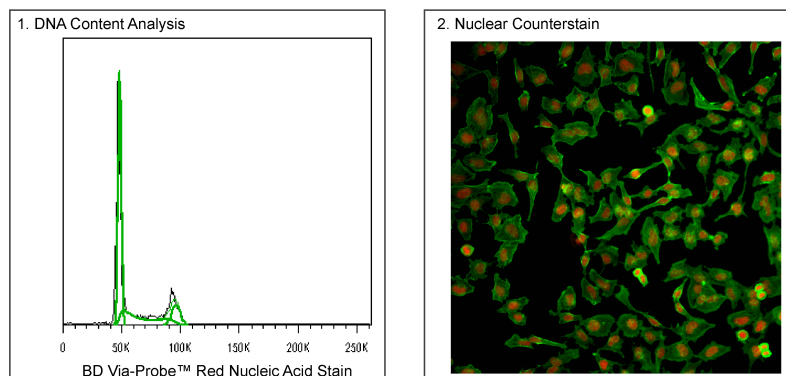 1. DNA Content Analysis
0 50K 100K 150K 200K 250K
BD Via-Probe™ Red Nucleic Acid Stain
2. Nuclear Counterstain